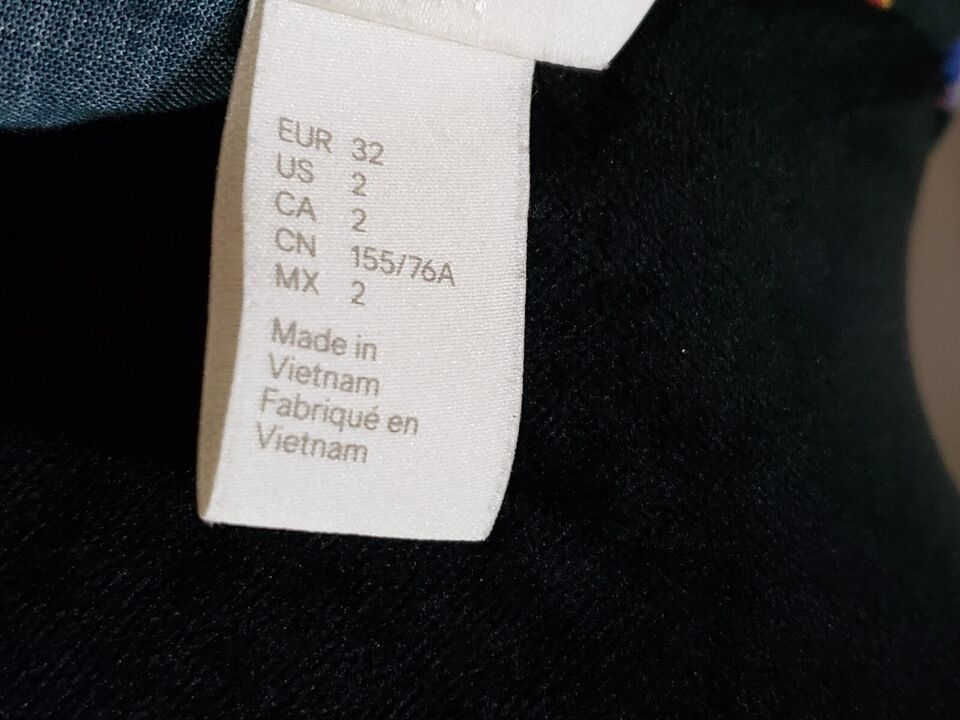 EUR 32
US 2
CA 2
CN 155/76A
MX 2
Made in
Vietnam
Fabriqué en
Vietnam